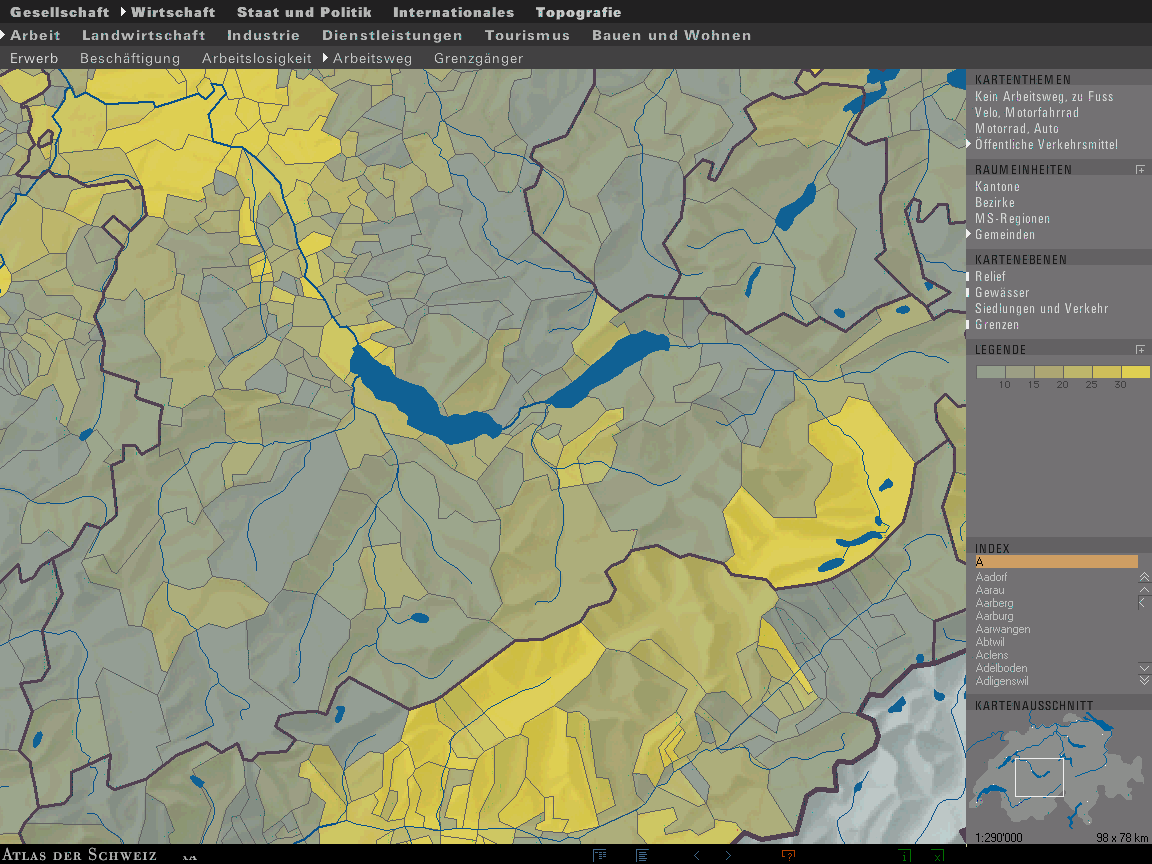 Gesellschaft Wirtschaft Staat und Politik Internationales Topografie
Arbeit Landwirtschaft Industrie Dienstleistungen Tourismus Bauen und Wohnen
Erwerb Beschäftigung Arbeitslosigkeit Arbeitsweg Grenzgänger
KARTENTHEMEN
Kein Arbeitsweg, zu Fuss
Velo, Motorfahrrad
Motorrad, Auto
Öffentliche Verkehrsmittel
RAUMEINHEITEN
Kantone
Bezirke
MS-Regionen
Gemeinden
KARTENEBENEN
Relief
Gewässer
Siedlungen und Verkehr
Grenzen
LEGENDE
10 15 20 25 30
INDEX
A
Aadorf
Aarau
Aarberg
Aarburg
Aarwangen
Abtwil
Aclens
Adelboden
Adligenswil
KARTENAUSSCHNITT
1:290'000 98 x 78 km
ATLAS DER SCHWEIZ